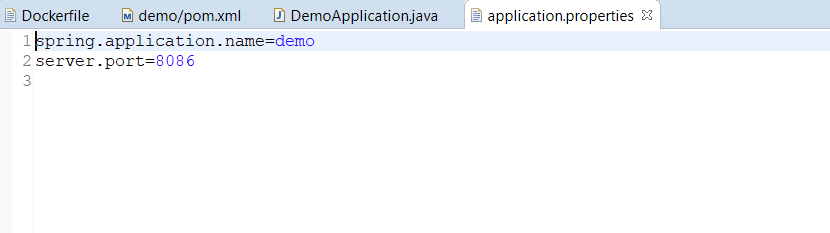 Dockerfile demo/pom.xml DemoApplication.java application.properties
1 spring.application.name=demo
2 server.port=8086
3